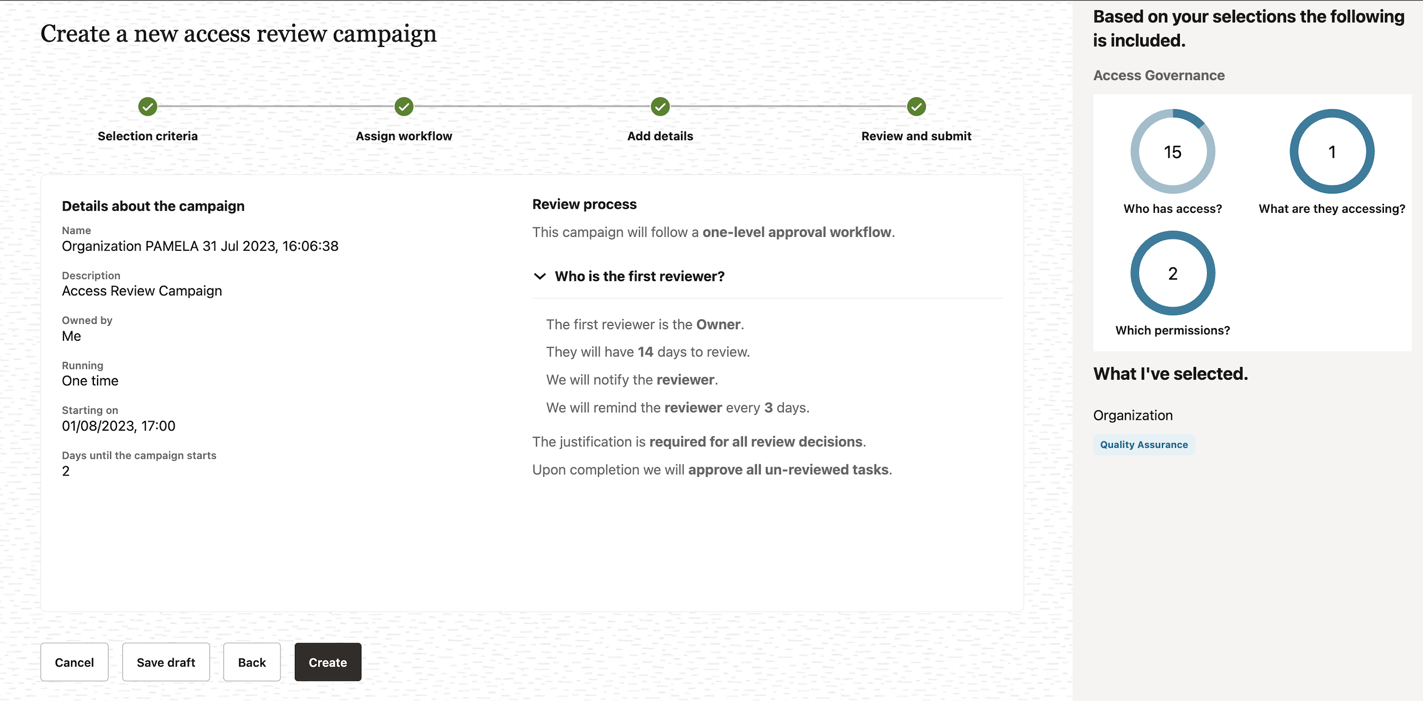 Create a new access review campaign
Selection criteria
Assign workflow
Add details
Review and submit
Details about the campaign
Name
Organization PAMELA 31 Jul 2023, 16:06:38
Description
Access Review Campaign
Owned by
Me
Running
One time
Starting on
01/08/2023, 17:00
Days until the campaign starts
2
Review process
This campaign will follow a one-level approval workflow.
Who is the first reviewer?
The first reviewer is the Owner.
They will have 14 days to review.
We will notify the reviewer.
We will remind the reviewer every 3 days.
The justification is required for all review decisions.
Upon completion we will approve all un-reviewed tasks.
Cancel
Save draft
Back
Create
Based on your selections the following
is included.
Access Governance
15
Who has access?
1
What are they accessing?
2
Which permissions?
What I've selected.
Organization
Quality Assurance